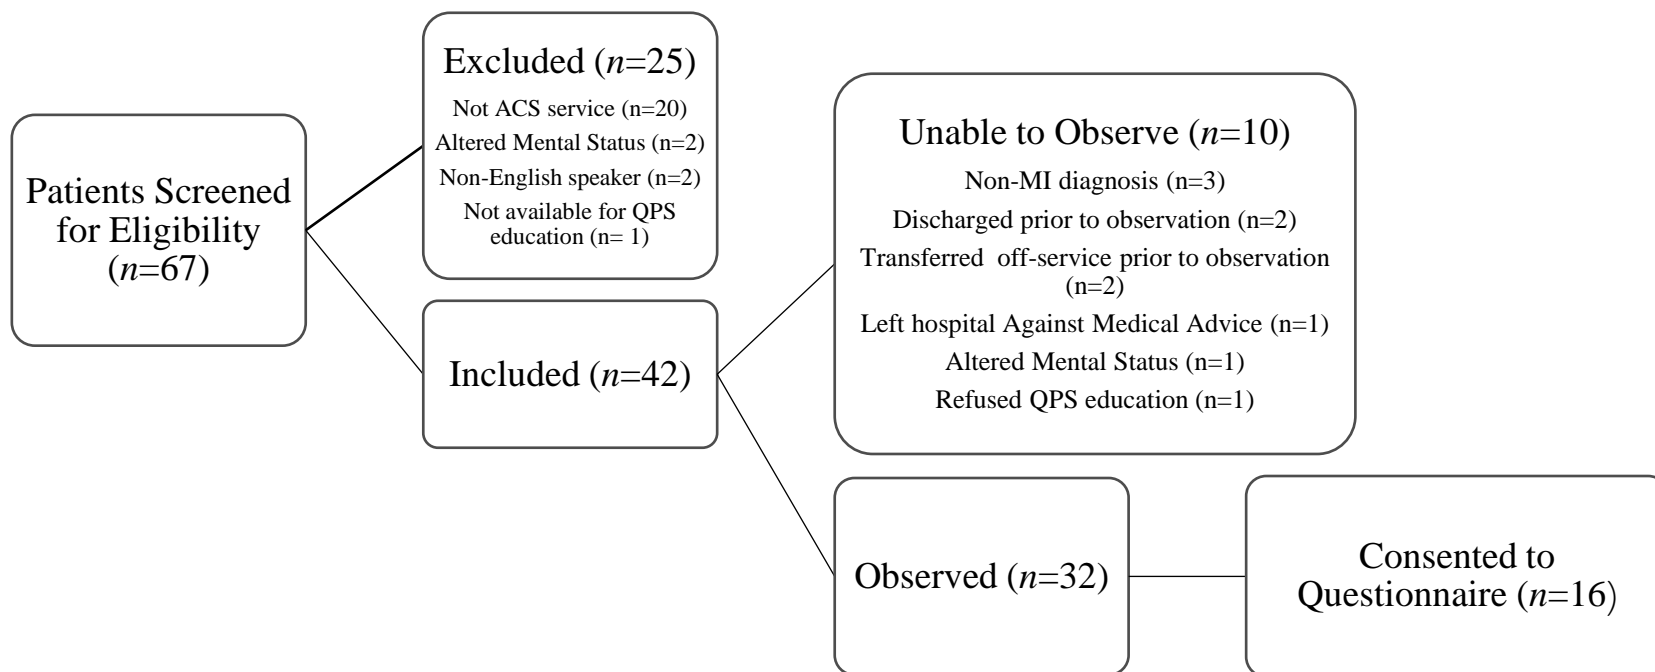 Patients Screened
for Eligibility
(n=67)
Excluded (n=25)
Not ACS service (n=20)
Altered Mental Status (n=2)
Non-English speaker (n=2)
Not available for QPS
education (n= 1)
Included (n=42)
Unable to Observe (n=10)
Non-MI diagnosis (n=3)
Discharged prior to observation (n=2)
Transferred off-service prior to observation
(n=2)
Left hospital Against Medical Advice (n=1)
Altered Mental Status (n=1)
Refused QPS education (n=1)
Observed (n=32)
Consented to
Questionnaire (n=16)